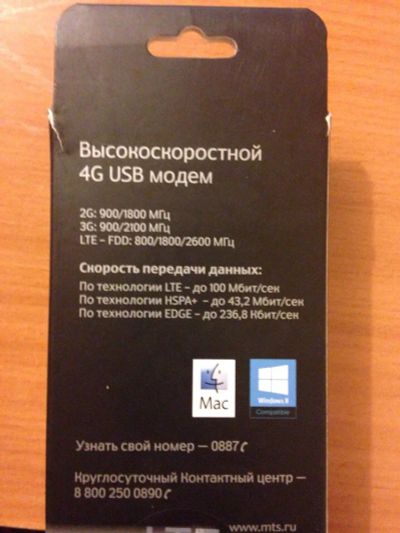 Высокоскоростной
4G USB модем
2G: 900/1800 МГц
3G: 900/2100 МГц
LTE – FDD: 800/1800/2600 МГц
Скорость передачи данных:
По технологии LTE – до 100 Мбит/сек
По технологии HSPA+ – до 43,2 Мбит/сек
По технологии EDGE – до 236,8 Кбит/сек
Mac
Windows 8
Compatible
Узнать свой номер — 0887
Круглосуточный Контактный центр —
8 800 250 0890
LTE
www.mts.ru